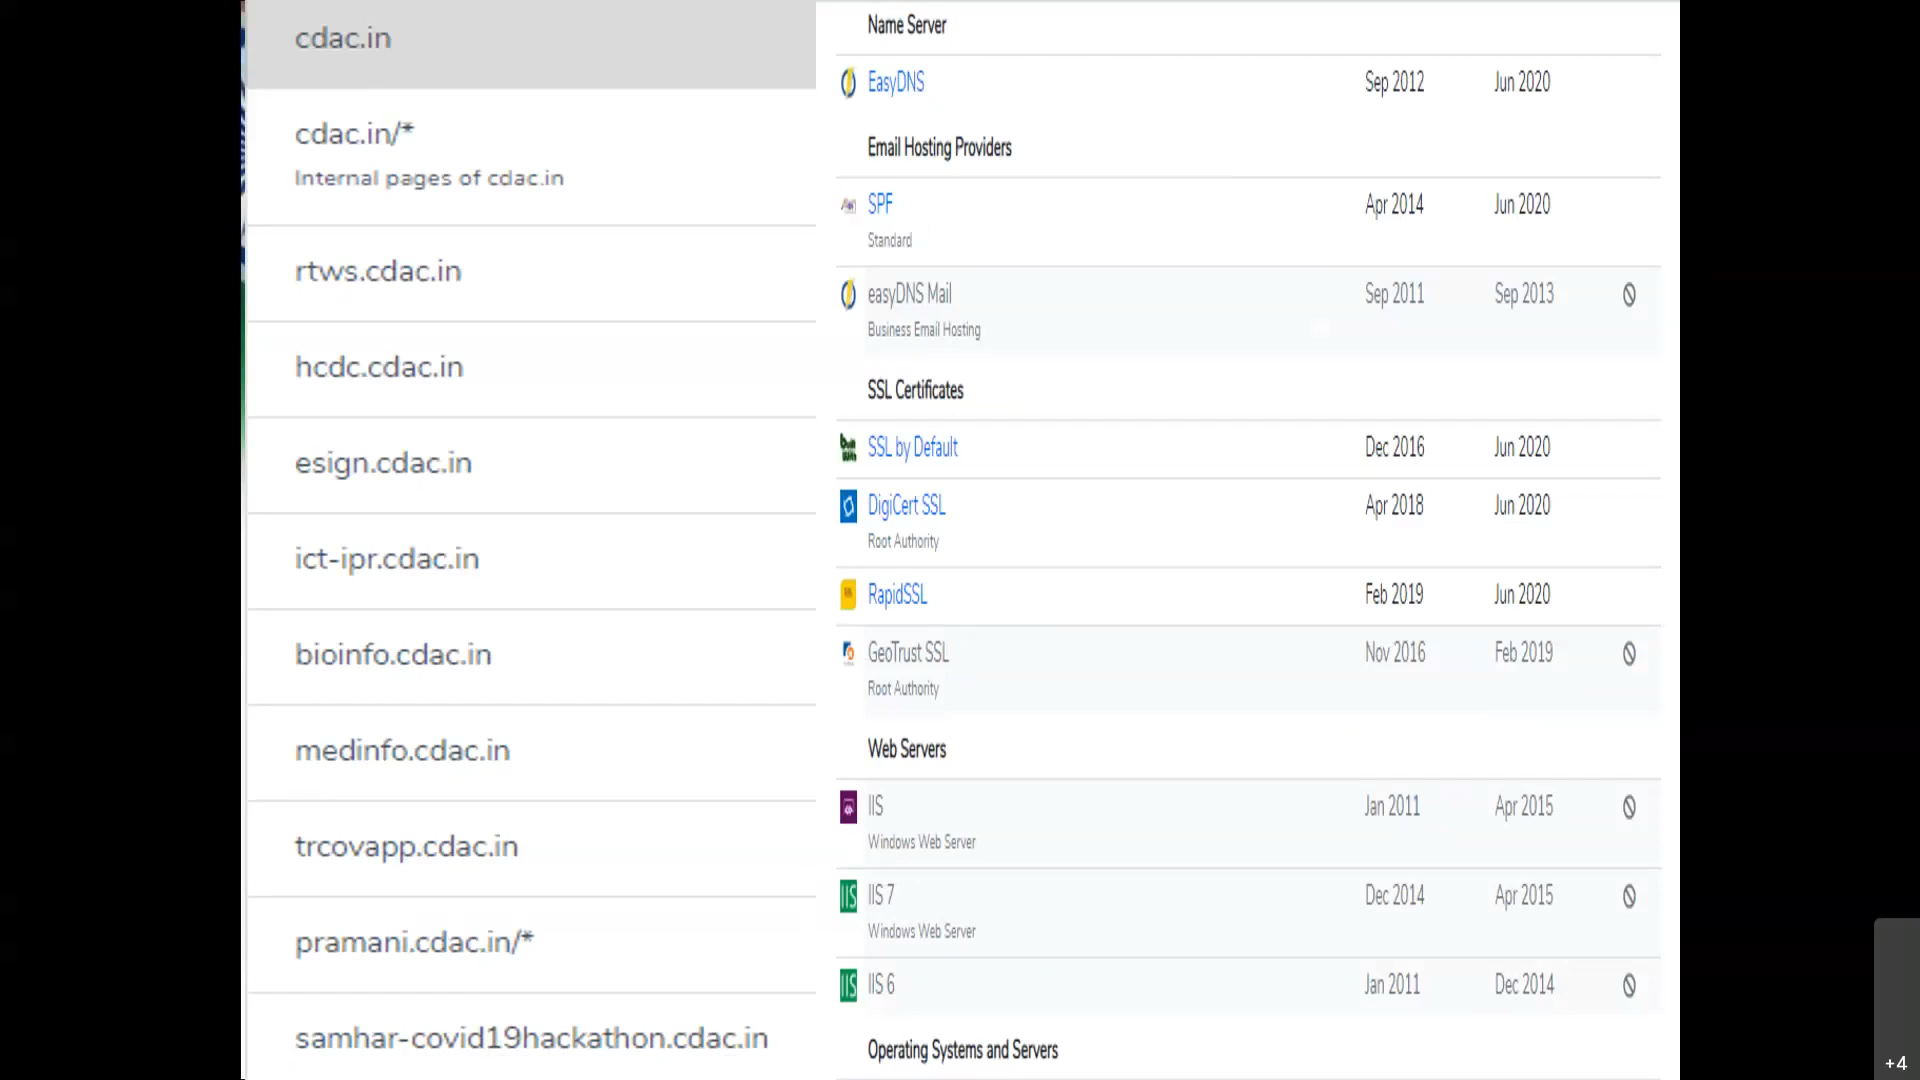 cdac.in
cdac.in/*
Internal pages of cdac.in
rtws.cdac.in
hcdc.cdac.in
esign.cdac.in
ict-ipr.cdac.in
bioinfo.cdac.in
medinfo.cdac.in
trcovapp.cdac.in
pramani.cdac.in/*
samhar-covid19hackathon.cdac.in
Name Server
EasyDNS Sep 2012 Jun 2020
Email Hosting Providers
SPF Apr 2014 Jun 2020
Standard
easyDNS Mail Sep 2011 Sep 2013
Business Email Hosting
SSL Certificates
SSL by Default Dec 2016 Jun 2020
DigiCert SSL Apr 2018 Jun 2020
Root Authority
RapidSSL Feb 2019 Jun 2020
GeoTrust SSL Nov 2016 Feb 2019
Root Authority
Web Servers
IIS Jan 2011 Apr 2015
Windows Web Server
IIS IIS 7 Dec 2014 Apr 2015
Windows Web Server
IIS IIS 6 Jan 2011 Dec 2014
Operating Systems and Servers
+4